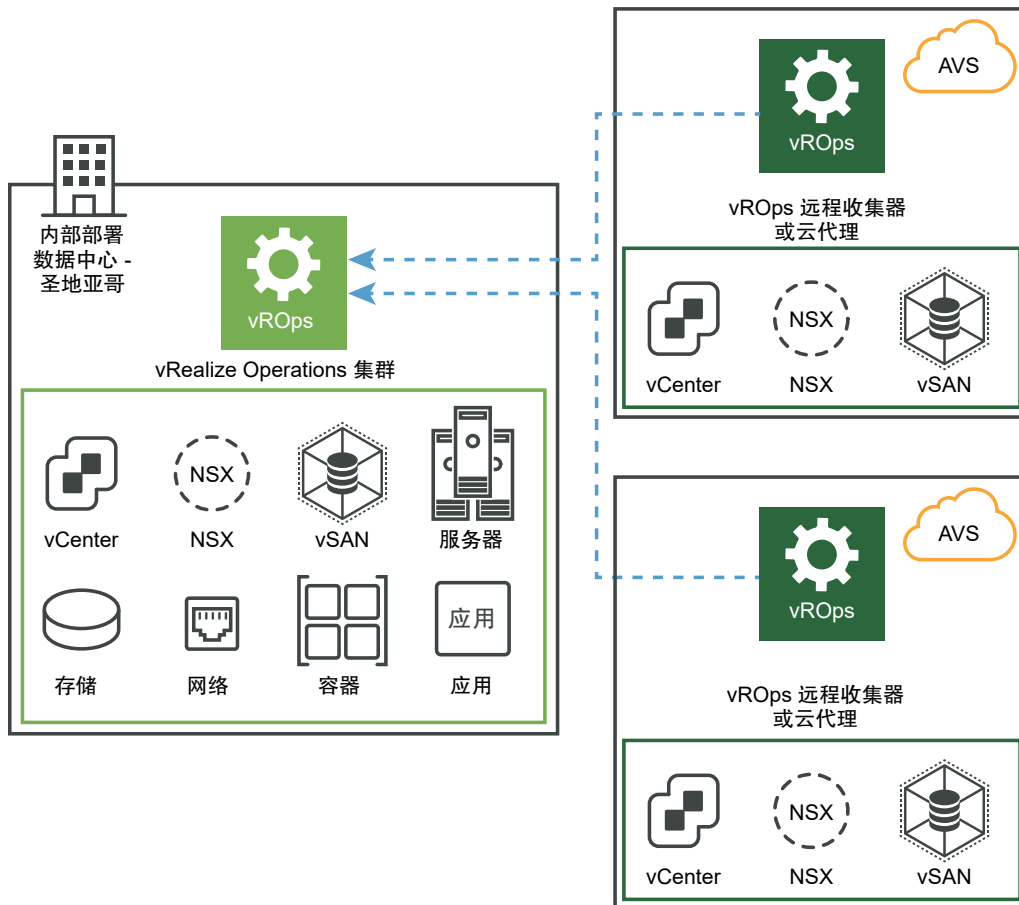 内部部署
数据中心 -
圣地亚哥
vROps
vRealize Operations 集群
vCenter
NSX
NSX
vSAN
服务器
存储
网络
容器
应用
应用
AVS
vROps
vROps 远程收集器
或云代理
vCenter
NSX
NSX
vSAN
AVS
vROps
vROps 远程收集器
或云代理
vCenter
NSX
NSX
vSAN